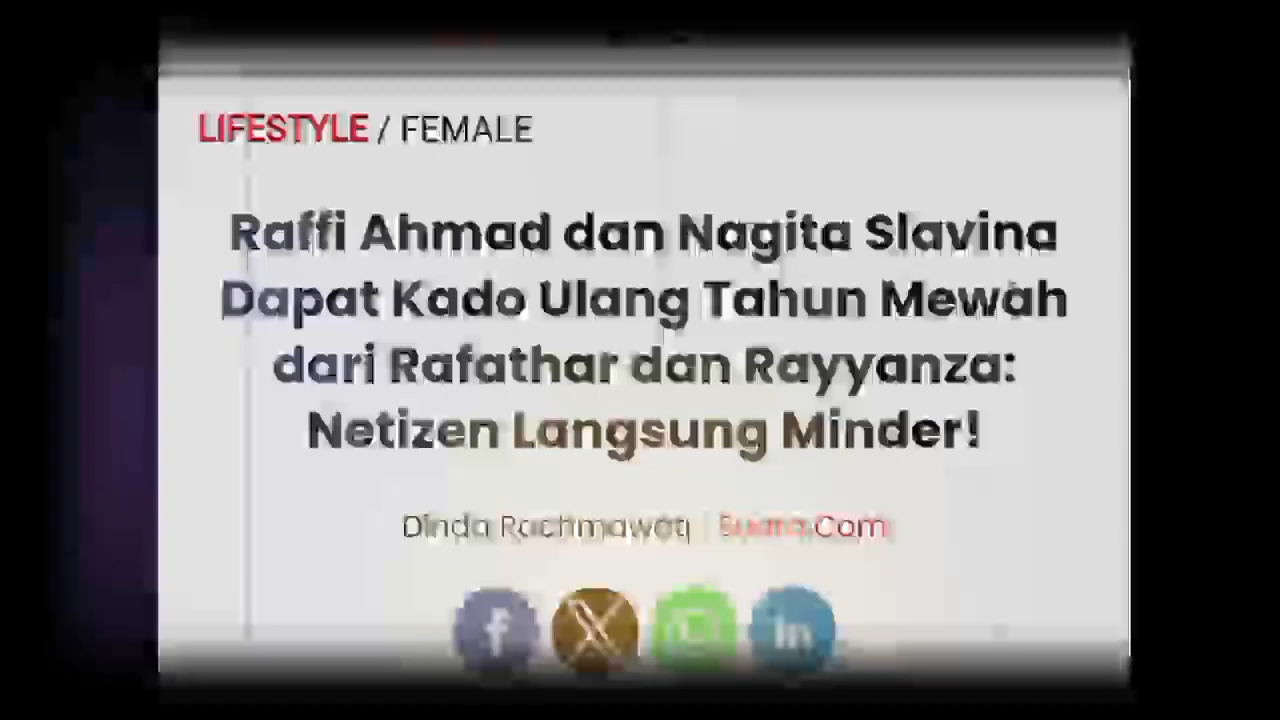 LIFESTYLE / FEMALE
Raffi Ahmad dan Nagita Slavina
Dapat Kado Ulang Tahun Mewah
dari Rafathar dan Rayyanza:
Netizen Langsung Minder!
Dinda Rachmawati | Suara.Com
f X in